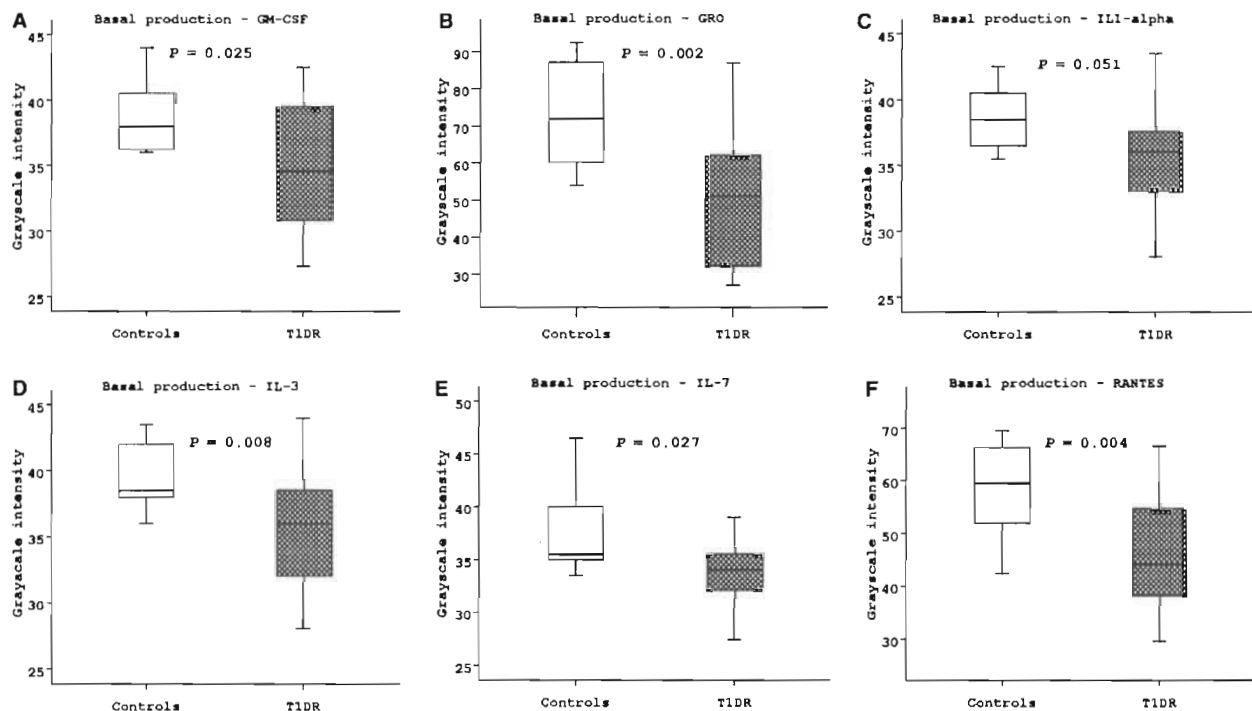 A
Basal production - GM-CSF
P = 0.025
Grayscale intensity
45
40
35
30
25
Controls
T1DR
B
Basal production - GRO
P = 0.002
Grayscale intensity
90
80
70
60
50
40
30
Controls
T1DR
C
Basal production - IL1-alpha
P = 0.051
Grayscale intensity
45
40
35
30
25
Controls
T1DR
D
Basal production - IL-3
P = 0.008
Grayacale intensity
45
40
35
30
25
Controls
T1DR
E
Basal production - IL-7
P = 0.027
Grayscale intensity
50
45
40
35
30
25
Controls
T1DR
F
Basal production - RANTES
P = 0.004
Grayscale intensity
70
60
50
40
30
Controls
T1DR